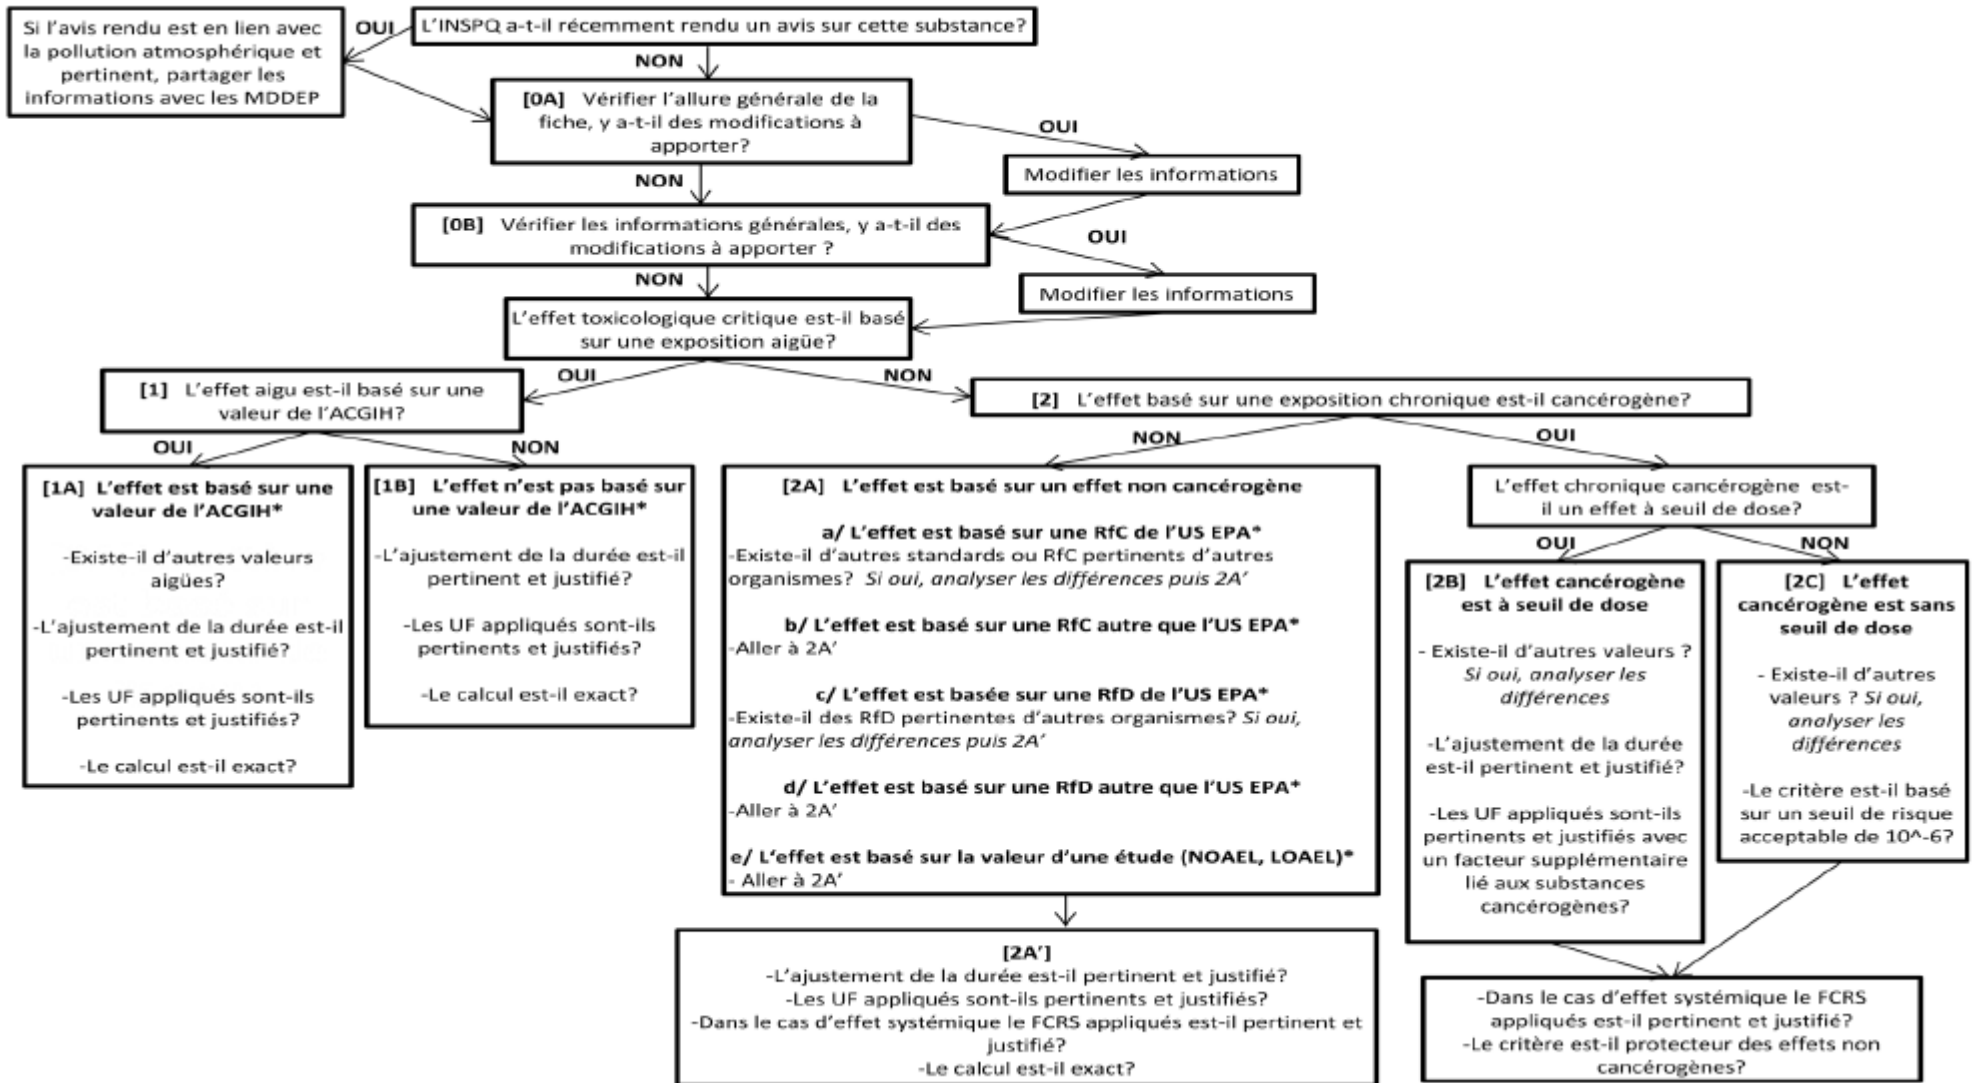 Si l'avis rendu est en lien avec
la pollution atmosphérique et
pertinent, partager les
informations avec les MDDEP
OUI
L'INSPQ a-t-il récemment rendu un avis sur cette substance?
NON
[0A] Vérifier l'allure générale de la
fiche, y a-t-il des modifications à
apporter?
OUI
Modifier les informations
NON
[0B] Vérifier les informations générales, y a-t-il des
modifications à apporter ?
OUI
Modifier les informations
NON
L'effet toxicologique critique est-il basé
sur une exposition aigüe?
OUI
NON
[1] L'effet aigu est-il basé sur une
valeur de l'ACGIH?
[2] L'effet basé sur une exposition chronique est-il cancérogène?
OUI
NON
NON
OUI
[1A] L'effet est basé sur une
valeur de l'ACGIH*
-Existe-il d'autres valeurs
aigües?
-L'ajustement de la durée est-il
pertinent et justifié?
-Les UF appliqués sont-ils
pertinents et justifiés?
-Le calcul est-il exact?
[1B] L'effet n'est pas basé sur
une valeur de l'ACGIH*
-L'ajustement de la durée est-il
pertinent et justifié?
-Les UF appliqués sont-ils
pertinents et justifiés?
-Le calcul est-il exact?
[2A] L'effet est basé sur un effet non cancérogène
a/ L'effet est basé sur une RfC de l'US EPA*
-Existe-il d'autres standards ou RfC pertinents d'autres
organismes? Si oui, analyser les différences puis 2A'
b/ L'effet est basé sur une RfC autre que l'US EPA*
-Aller à 2A'
c/ L'effet est basée sur une RfD de l'US EPA*
-Existe-il des RfD pertinentes d'autres organismes? Si oui,
analyser les différences puis 2A'
d/ L'effet est basé sur une RfD autre que l'US EPA*
-Aller à 2A'
e/ L'effet est basé sur la valeur d'une étude (NOAEL, LOAEL)*
- Aller à 2A'
L'effet chronique cancérogène est-
il un effet à seuil de dose?
OUI
NON
[2B] L'effet cancérogène
est à seuil de dose
- Existe-il d'autres valeurs ?
Si oui, analyser les
différences
-L'ajustement de la durée
est-il pertinent et justifié?
-Les UF appliqués sont-ils
pertinents et justifiés avec
un facteur supplémentaire
lié aux substances
cancérogènes?
[2C] L'effet
cancérogène est sans
seuil de dose
- Existe-il d'autres
valeurs ? Si oui,
analyser les
différences
-Le critère est-il basé
sur un seuil de risque
acceptable de 10^-6?
[2A']
-L'ajustement de la durée est-il pertinent et justifié?
-Les UF appliqués sont-ils pertinents et justifiés?
-Dans le cas d'effet systémique le FCRS appliqués est-il pertinent et
justifié?
-Le calcul est-il exact?
-Dans le cas d'effet systémique le FCRS
appliqués est-il pertinent et justifié?
-Le critère est-il protecteur des effets non
cancérogènes?